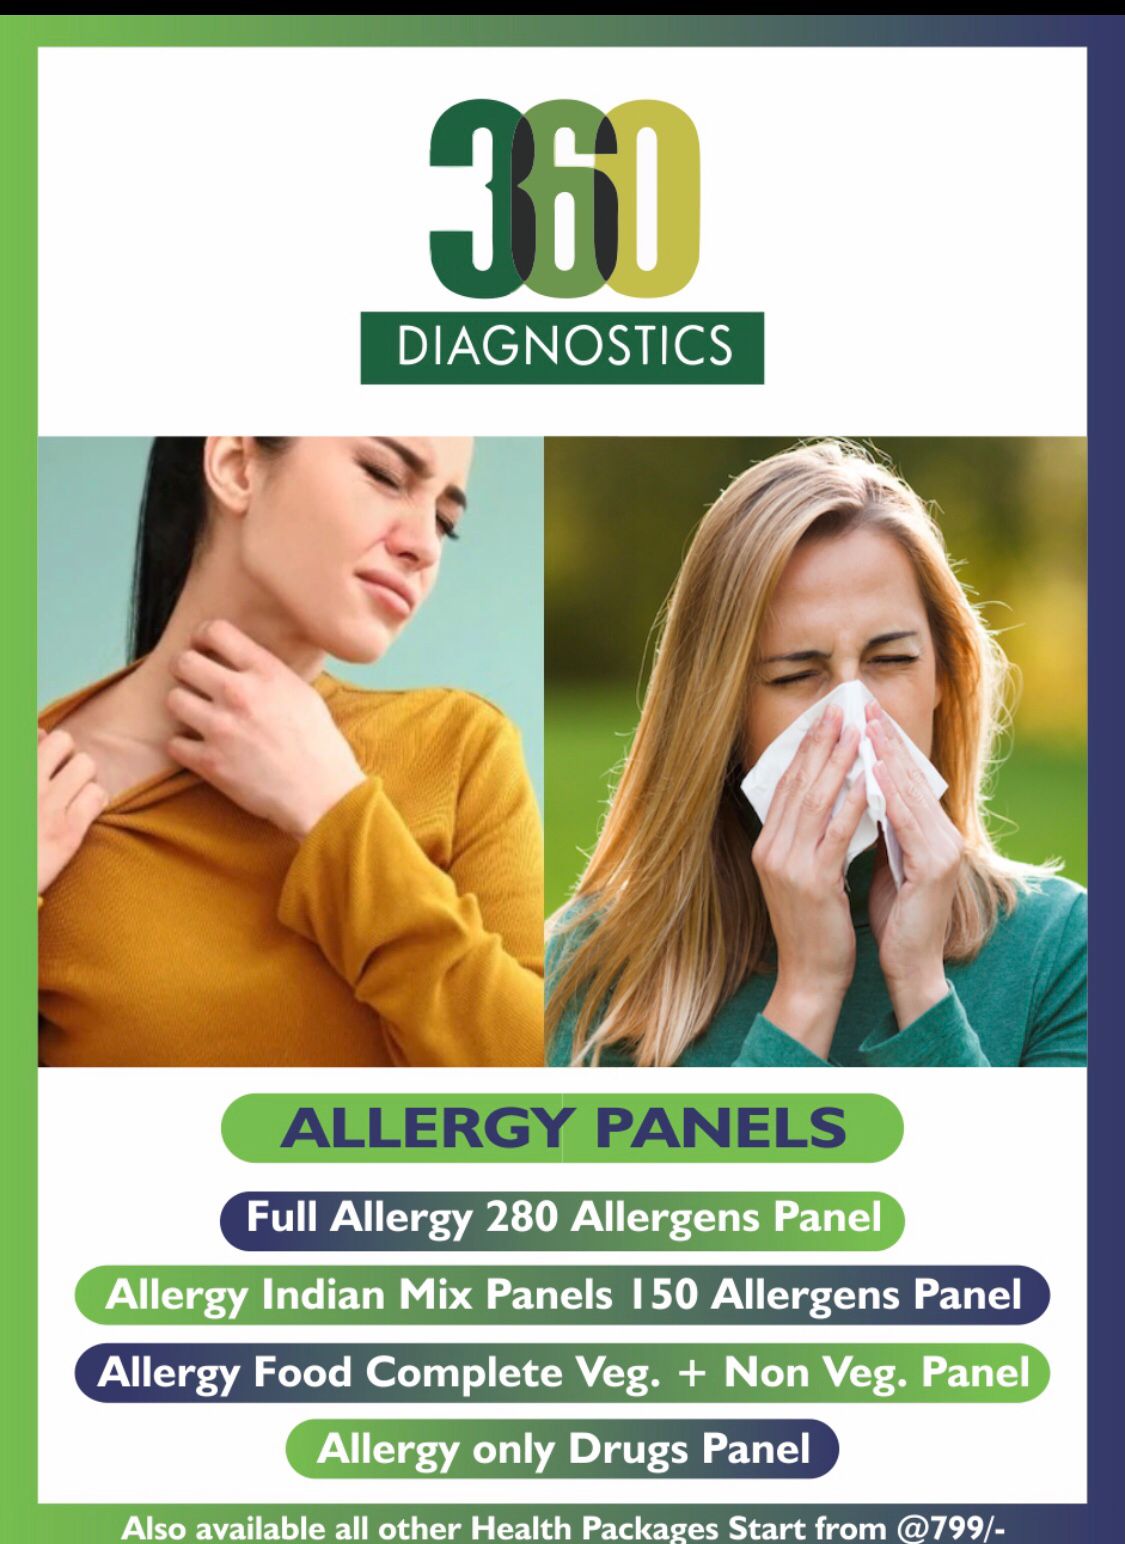 360
DIAGNOSTICS
ALLERGY PANELS
Full Allergy 280 Allergens Panel
Allergy Indian Mix Panels 150 Allergens Panel
Allergy Food Complete Veg. + Non Veg. Panel
Allergy only Drugs Panel
Also available all other Health Packages Start from @799/-